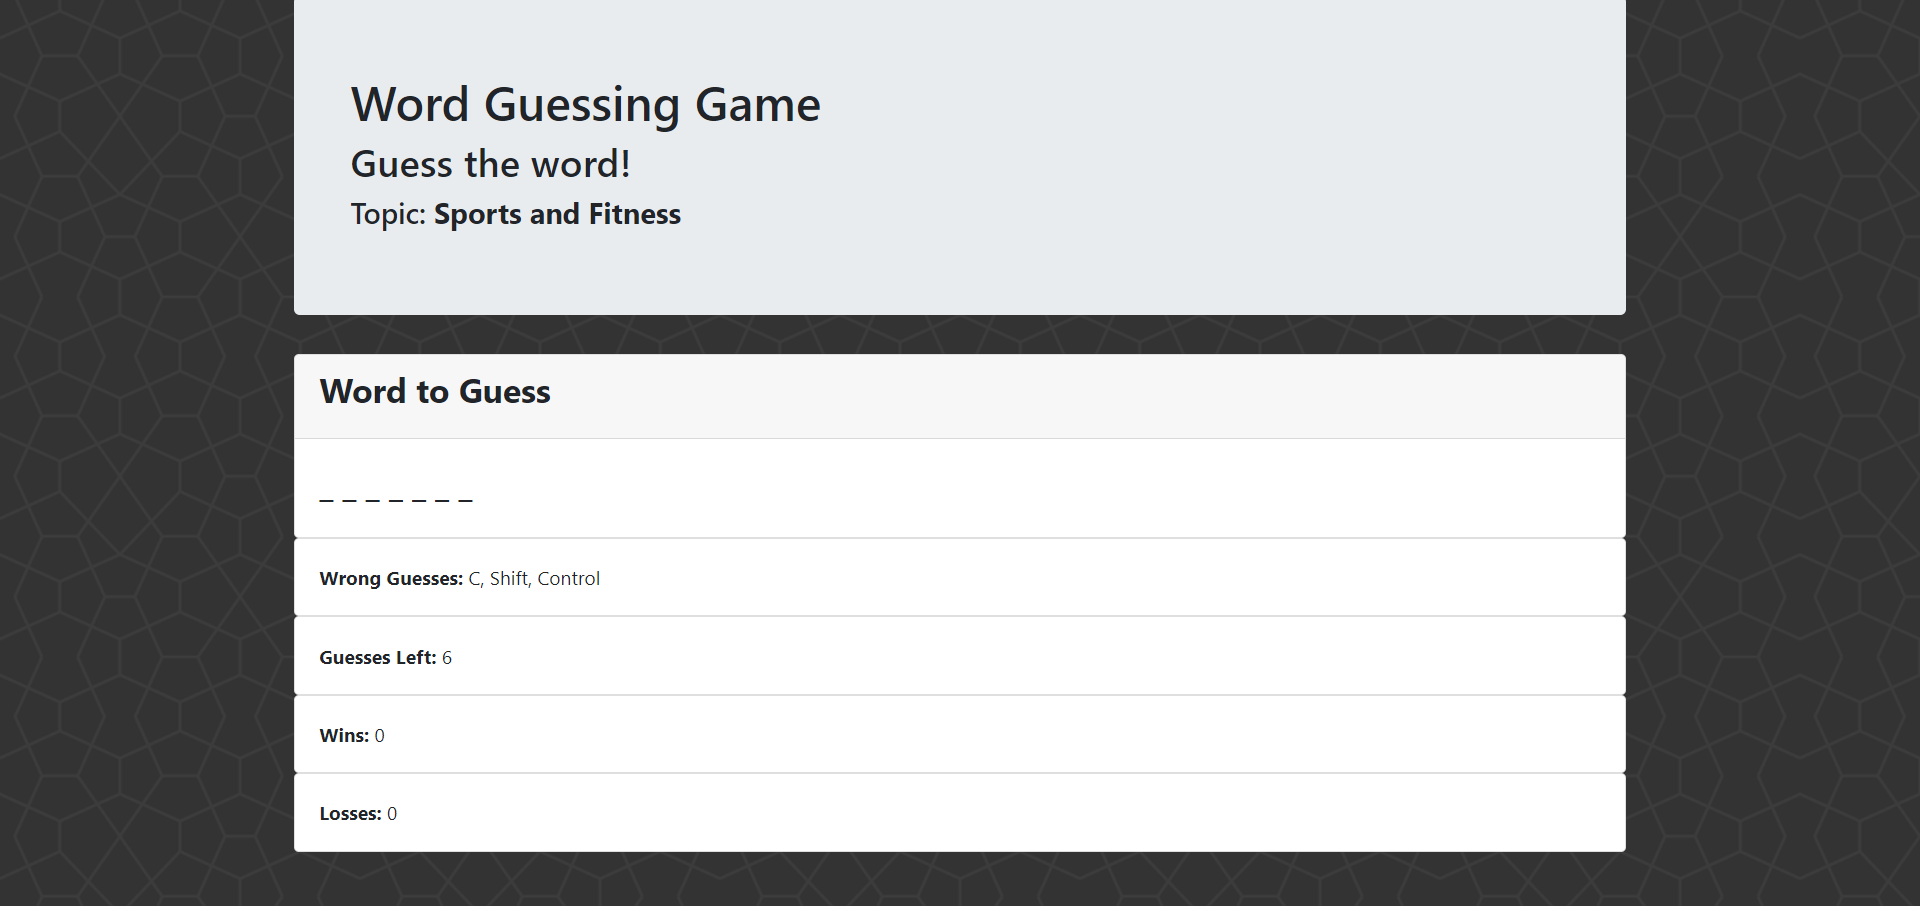 Word Guessing Game
Guess the word!
Topic: Sports and Fitness
Word to Guess
_ _ _ _ _ _ _
Wrong Guesses: C, Shift, Control
Guesses Left: 6
Wins: 0
Losses: 0